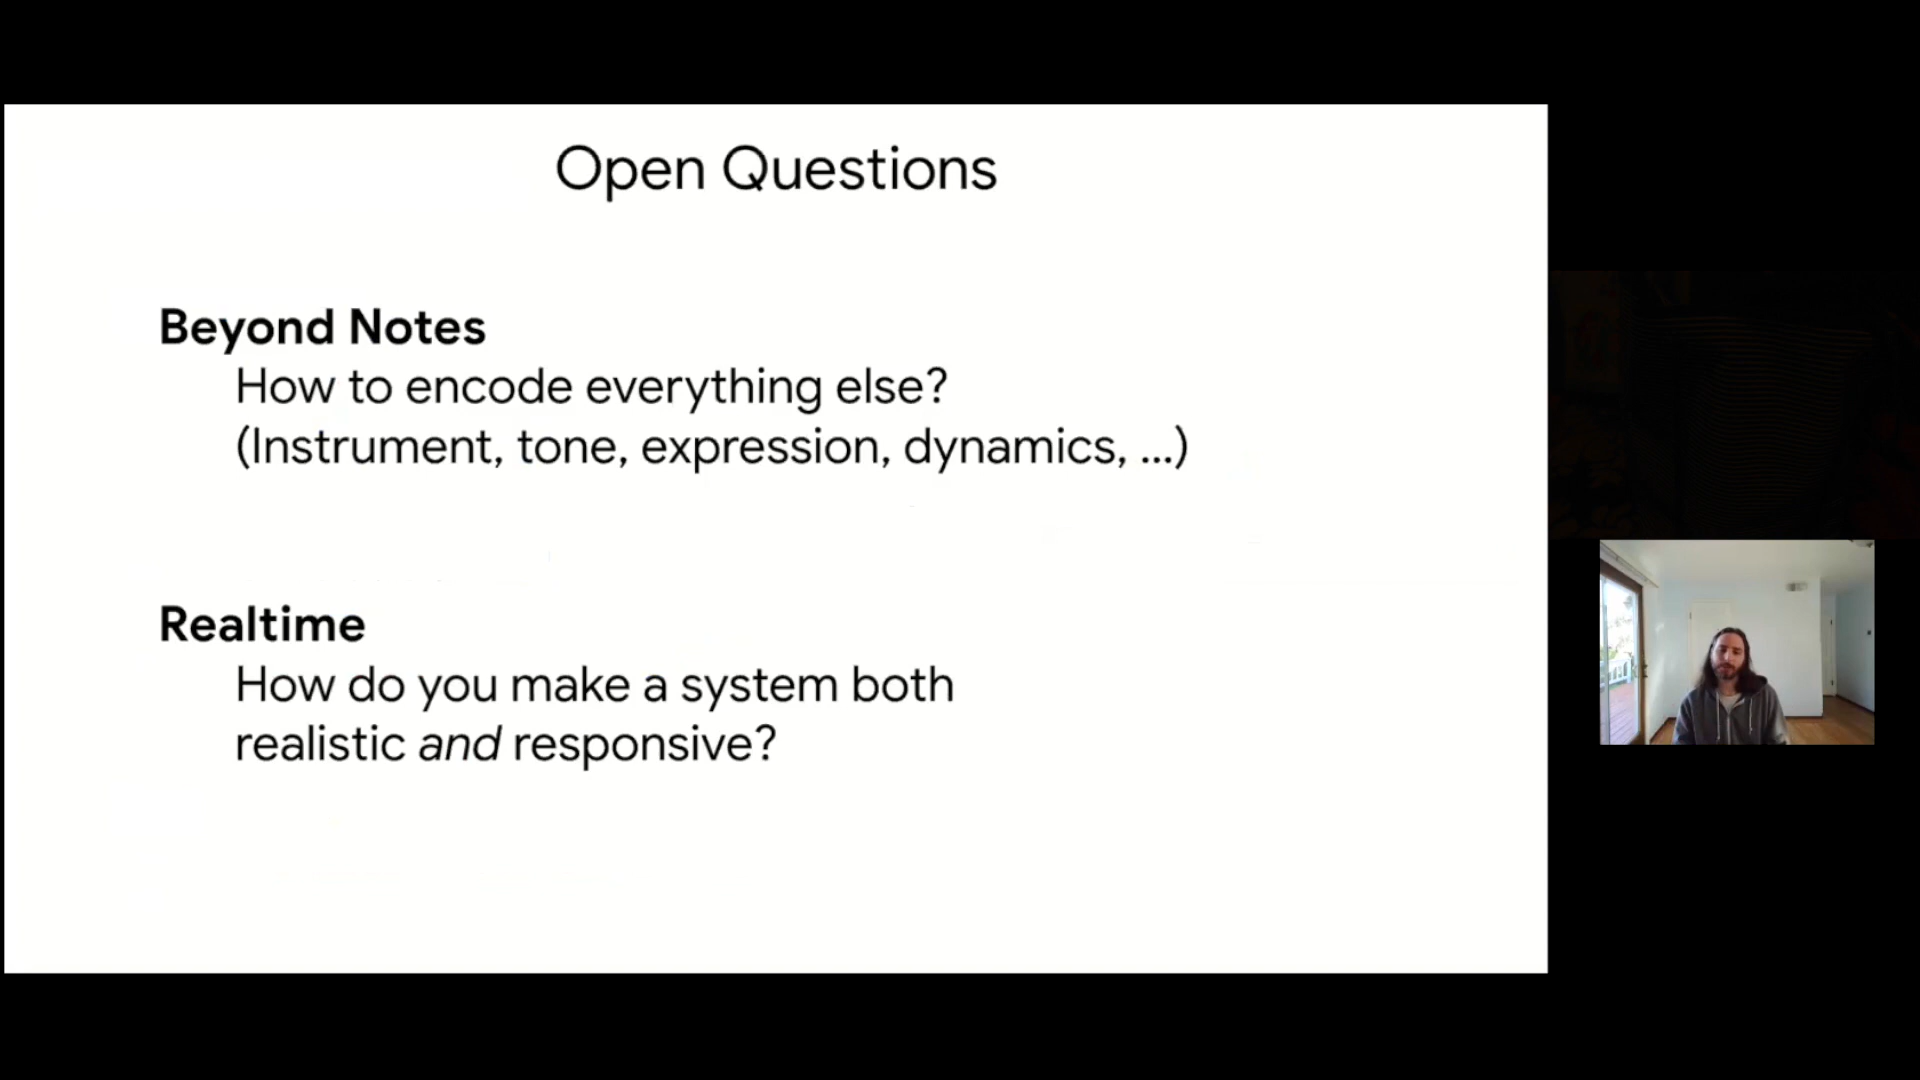 Open Questions
Beyond Notes
How to encode everything else?
(Instrument, tone, expression, dynamics, ...)
Realtime
How do you make a system both
realistic and responsive?